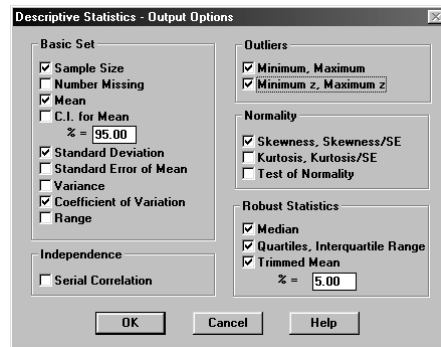 Descriptive Statistics - Output Options
Basic Set
Sample Size
Number Missing
Mean
C.I. for Mean
% = 95.00
Standard Deviation
Standard Error of Mean
Variance
Coefficient of Variation
Range
Independence
Serial Correlation
Outliers
Minimum, Maximum
Minimum z, Maximum z
Normality
Skewness, Skewness/SE
Kurtosis, Kurtosis/SE
Test of Normality
Robust Statistics
Median
Quartiles, Interquartile Range
Trimmed Mean
% = 5.00
OK
Cancel
Help